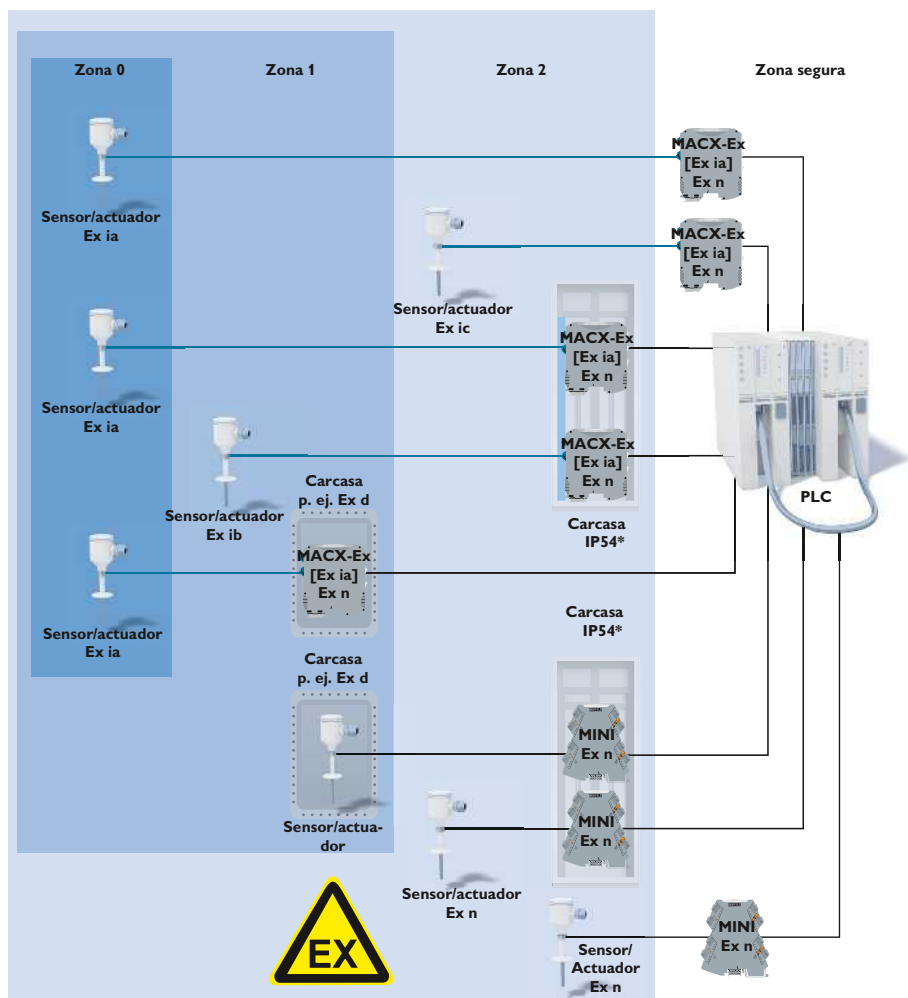 Zona 0
Zona 1
Zona 2
Zona segura
MACX-Ex
[Ex ia]
Ex n
Sensor/actuador
Ex ia
MACX-Ex
[Ex ia]
Ex n
Sensor/actuador
Ex ic
MACX-Ex
[Ex ia]
Ex n
Sensor/actuador
Ex ia
MACX-Ex
[Ex ia]
Ex n
PLC
Sensor/actuador
Ex ib
Carcasa
p. ej. Ex d
Carcasa
IP54*
MACX-Ex
[Ex ia]
Ex n
Sensor/actuador
Ex ia
Carcasa
IP54*
Carcasa
p. ej. Ex d
MINI
Ex n
Sensor/actua-
dor
MINI
Ex n
Sensor/actuador
Ex n
EX
MINI
Ex n
Sensor/
Actuador
Ex n